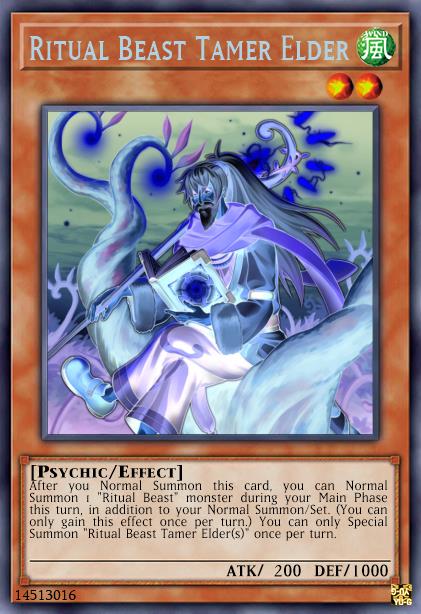 RITUAL BEAST TAMER ELDER
WIND
風
[PSYCHIC/EFFECT]
After you Normal Summon this card, you can Normal
Summon 1 "Ritual Beast" monster during your Main Phase
this turn, in addition to your Normal Summon/Set. (You can
only gain this effect once per turn.) You can only Special
Summon "Ritual Beast Tamer Elder(s)" once per turn.
ATK/ 200 DEF/1000
14513016